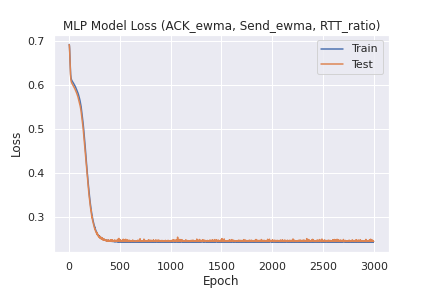 MLP Model Loss (ACK_ewma, Send_ewma, RTT_ratio)
Train
Test
Loss
0.7
0.6
0.5
0.4
0.3
0 500 1000 1500 2000 2500 3000
Epoch